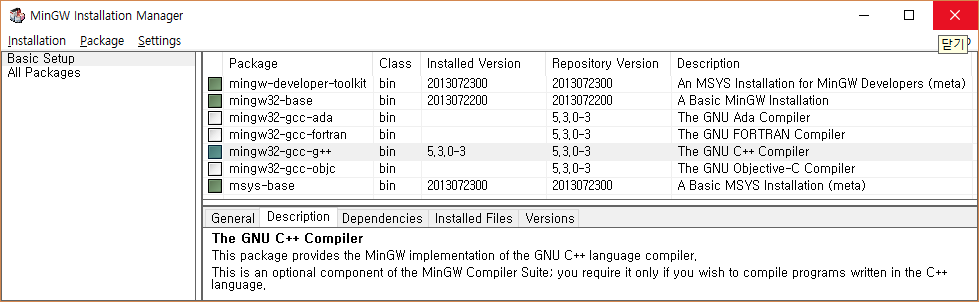 MinGW Installation Manager
Installation Package Settings
닫기
Basic Setup
All Packages
Package Class Installed Version Repository Version Description
mingw-developer-toolkit bin 2013072300 2013072300 An MSYS Installation for MinGW Developers (meta)
mingw32-base bin 2013072200 2013072200 A Basic MinGW Installation
mingw32-gcc-ada bin 5,3,0-3 The GNU Ada Compiler
mingw32-gcc-fortran bin 5,3,0-3 The GNU FORTRAN Compiler
mingw32-gcc-g++ bin 5,3,0-3 5,3,0-3 The GNU C++ Compiler
mingw32-gcc-objc bin 5,3,0-3 The GNU Objective-C Compiler
msys-base bin 2013072300 2013072300 A Basic MSYS Installation (meta)
General Description Dependencies Installed Files Versions
The GNU C++ Compiler
This package provides the MinGW implementation of the GNU C++ language compiler,
This is an optional component of the MinGW Compiler Suite; you require it only if you wish to compile programs written in the C++
language,